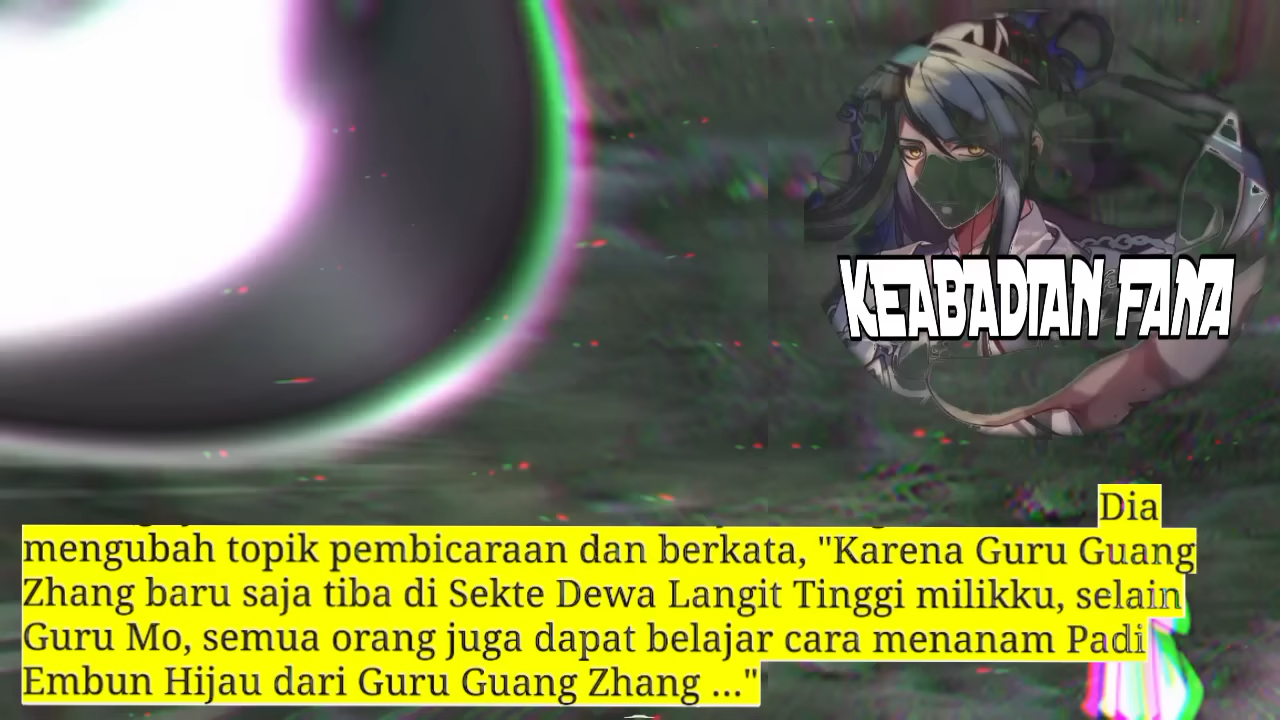 KEABADIAN FANA
Dia
mengubah topik pembicaraan dan berkata, "Karena Guru Guang
Zhang baru saja tiba di Sekte Dewa Langit Tinggi milikku, selain
Guru Mo, semua orang juga dapat belajar cara menanam Padi
Embun Hijau dari Guru Guang Zhang ..."